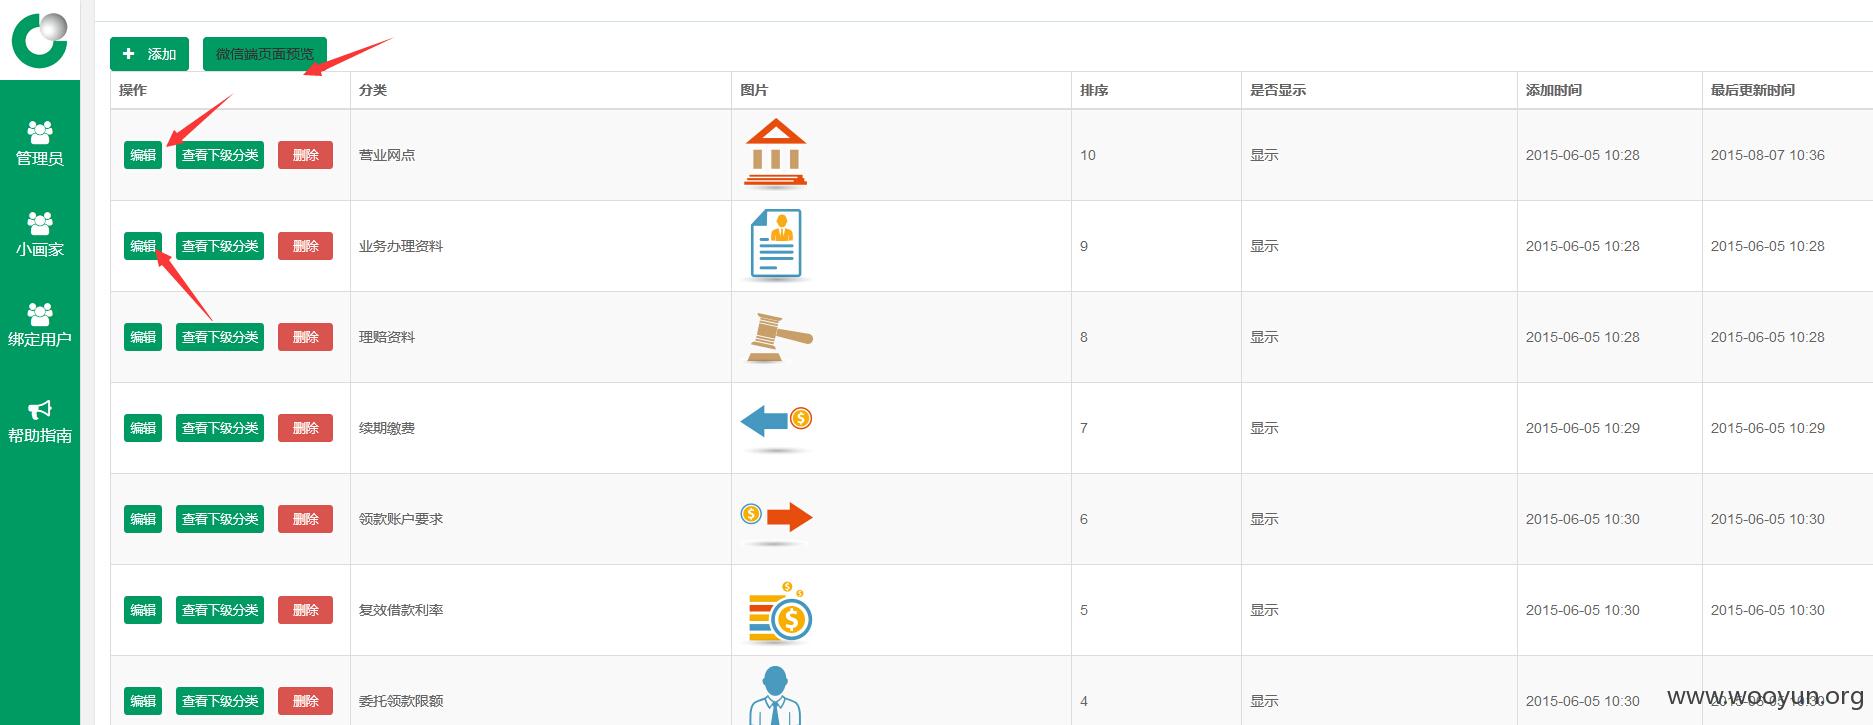 添加 微信端页面预览
操作 分类 图片 排序 是否显示 添加时间 最后更新时间
管理员
小画家
绑定用户
帮助指南
编辑 查看下级分类 删除 营业网点 10 显示 2015-06-05 10:28 2015-08-07 10:36
编辑 查看下级分类 删除 业务办理资料 9 显示 2015-06-05 10:28 2015-06-05 10:28
编辑 查看下级分类 删除 理赔资料 8 显示 2015-06-05 10:28 2015-06-05 10:28
编辑 查看下级分类 删除 续期缴费 7 显示 2015-06-05 10:29 2015-06-05 10:29
编辑 查看下级分类 删除 领款账户要求 6 显示 2015-06-05 10:30 2015-06-05 10:30
编辑 查看下级分类 删除 复效借款利率 5 显示 2015-06-05 10:30 2015-06-05 10:30
编辑 查看下级分类 删除 委托领款限额 4 显示 2015-06-05 10:30 2015-06-05 10:30
www.wooyun.org